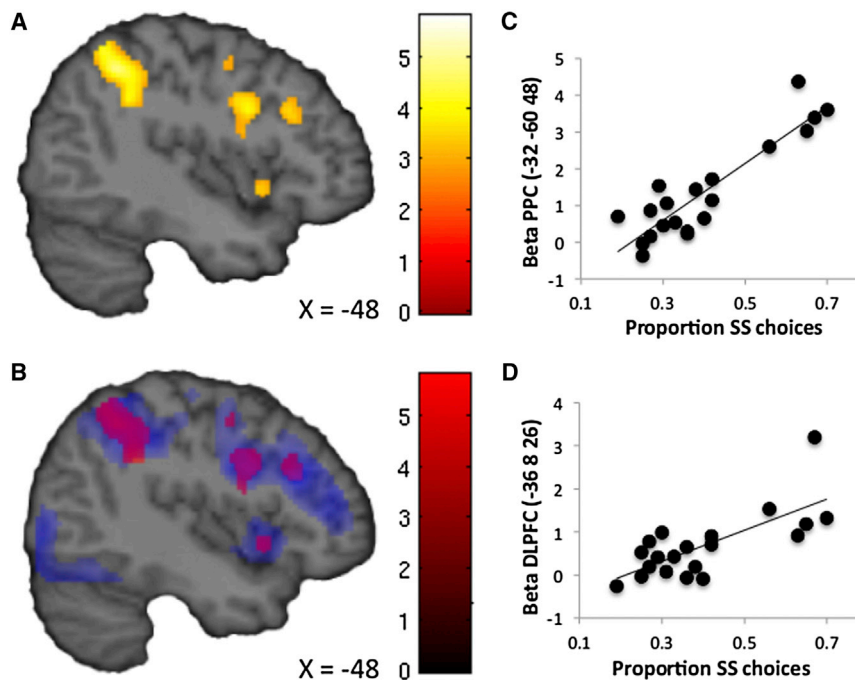 A
5
4
3
2
1
0
X = -48
B
5
4
3
2
1
0
X = -48
C
Beta PPC (-32 -60 48)
5
4
3
2
1
0
-1
0.1 0.3 0.5 0.7
Proportion SS choices
D
Beta DLPFC (-36 8 26)
4
3
2
1
0
-1
0.1 0.3 0.5 0.7
Proportion SS choices